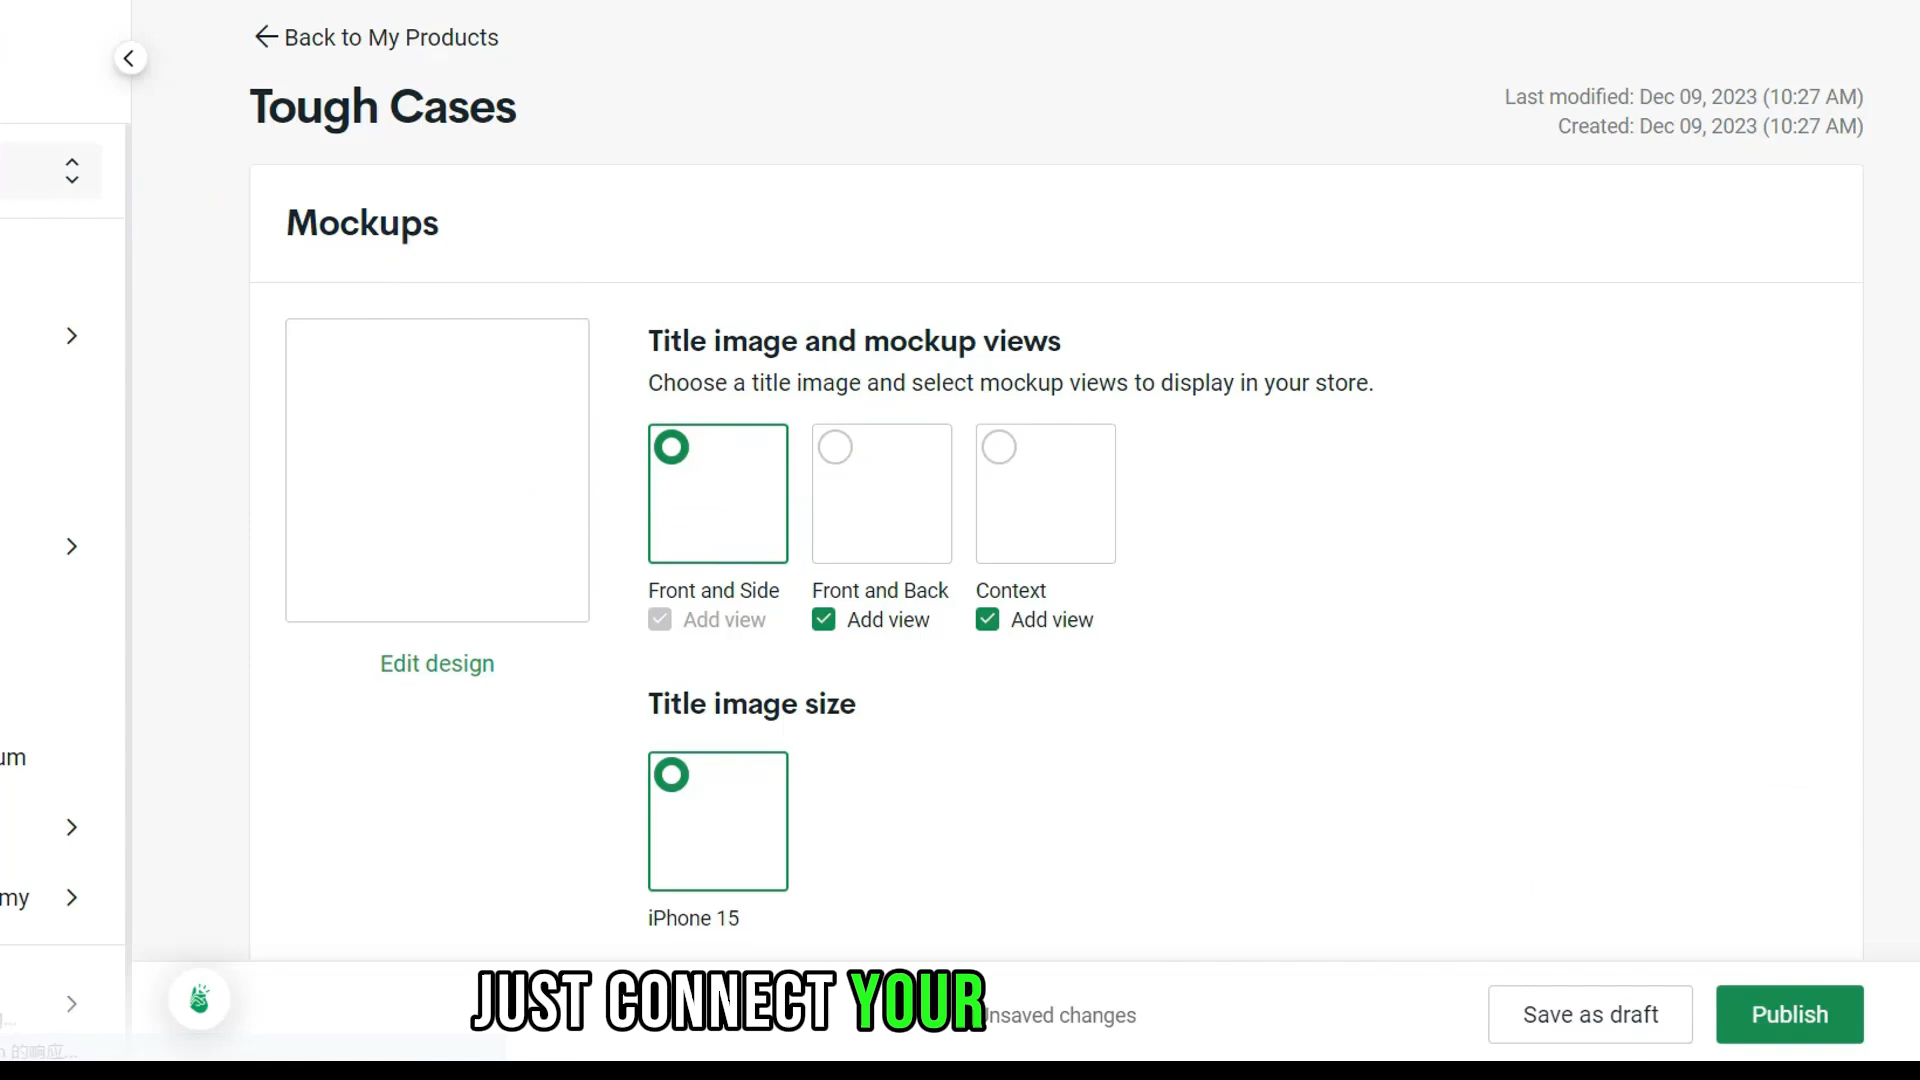 Back to My Products
Tough Cases
Last modified: Dec 09, 2023 (10:27 AM)
Created: Dec 09, 2023 (10:27 AM)
Mockups
Title image and mockup views
Choose a title image and select mockup views to display in your store.
Front and Side
Front and Back
Context
Add view
Add view
Add view
Edit design
Title image size
um
iPhone 15
my
JUST CONNECT YOUR
nsaved changes
Save as draft
Publish
的响应...